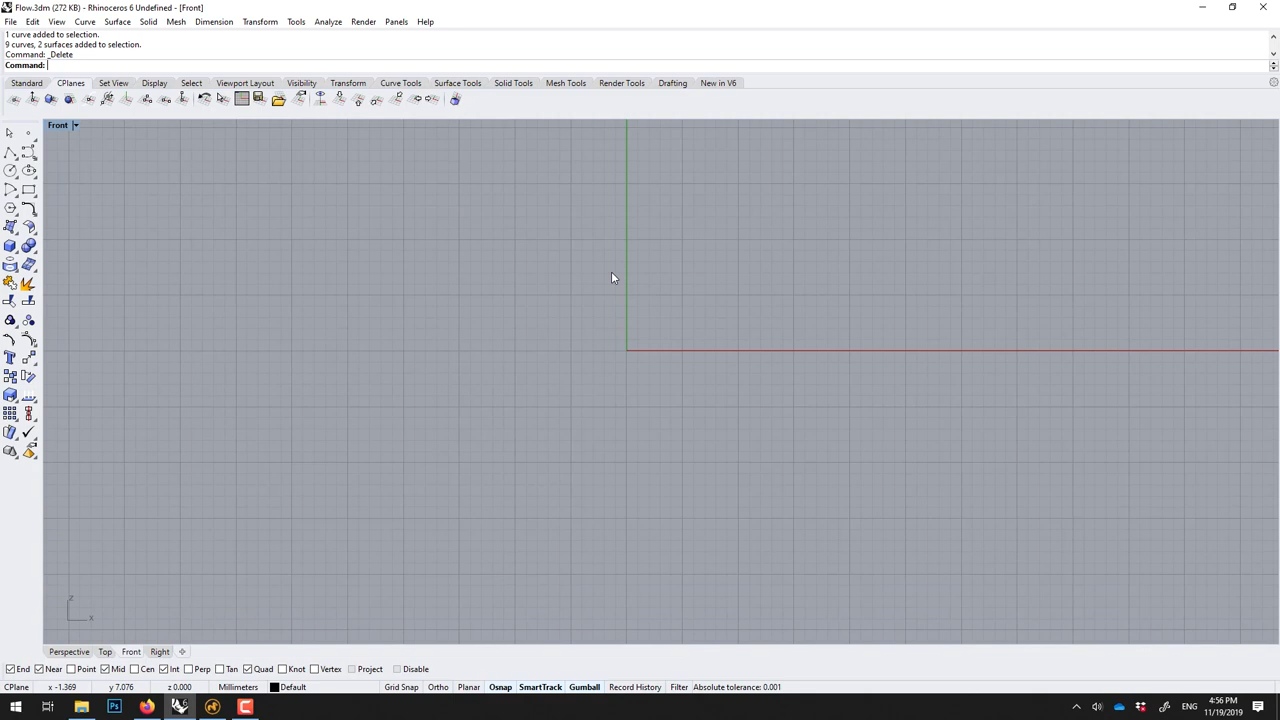 Flow.3dm (272 KB) - Rhinoceros 6 Undefined - [Front]
File Edit View Curve Surface Solid Mesh Dimension Transform Tools Analyze Render Panels Help
1 curve added to selection.
9 curves, 2 surfaces added to selection.
Command: _Delete
Command:
Standard CPlanes Set View Display Select Viewport Layout Visibility Transform Curve Tools Surface Tools Solid Tools Mesh Tools Render Tools Drafting New in V6
Front
z
x
Perspective Top Front Right
End Near Point Mid Cen Int Perp Tan Quad Knot Vertex Project Disable
CPlane x -1.369 y 7.076 z 0.000 Millimeters Default Grid Snap Ortho Planar Osnap SmartTrack Gumball Record History Filter Absolute tolerance: 0.001
Ps ENG 4:56 PM
11/19/2019